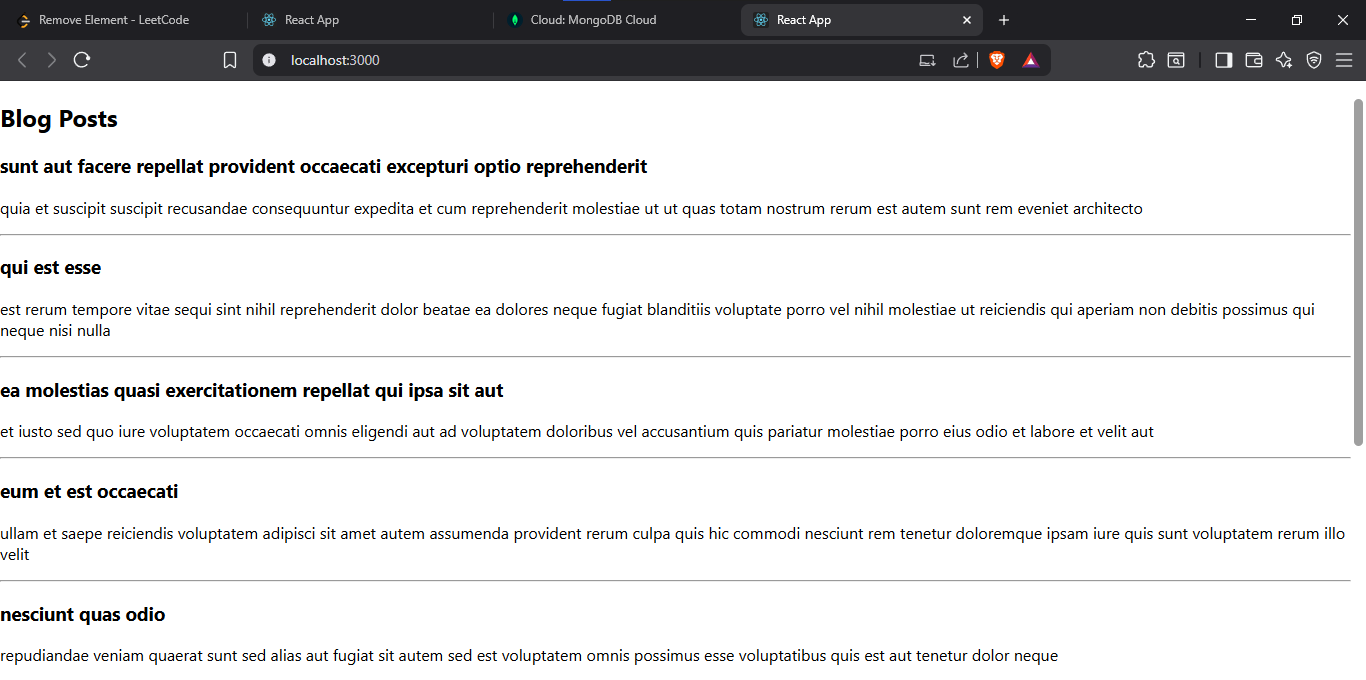 Remove Element - LeetCode
React App
Cloud: MongoDB Cloud
React App
localhost:3000
Blog Posts
sunt aut facere repellat provident occaecati excepturi optio reprehenderit
quia et suscipit suscipit recusandae consequuntur expedita et cum reprehenderit molestiae ut ut quas totam nostrum rerum est autem sunt rem eveniet architecto
qui est esse
est rerum tempore vitae sequi sint nihil reprehenderit dolor beatae ea dolores neque fugiat blanditiis voluptate porro vel nihil molestiae ut reiciendis qui aperiam non debitis possimus qui
neque nisi nulla
ea molestias quasi exercitationem repellat qui ipsa sit aut
et iusto sed quo iure voluptatem occaecati omnis eligendi aut ad voluptatem doloribus vel accusantium quis pariatur molestiae porro eius odio et labore et velit aut
eum et est occaecati
ullam et saepe reiciendis voluptatem adipisci sit amet autem assumenda provident rerum culpa quis hic commodi nesciunt rem tenetur doloremque ipsam iure quis sunt voluptatem rerum illo
velit
nesciunt quas odio
repudiandae veniam quaerat sunt sed alias aut fugiat sit autem sed est voluptatem omnis possimus esse voluptatibus quis est aut tenetur dolor neque